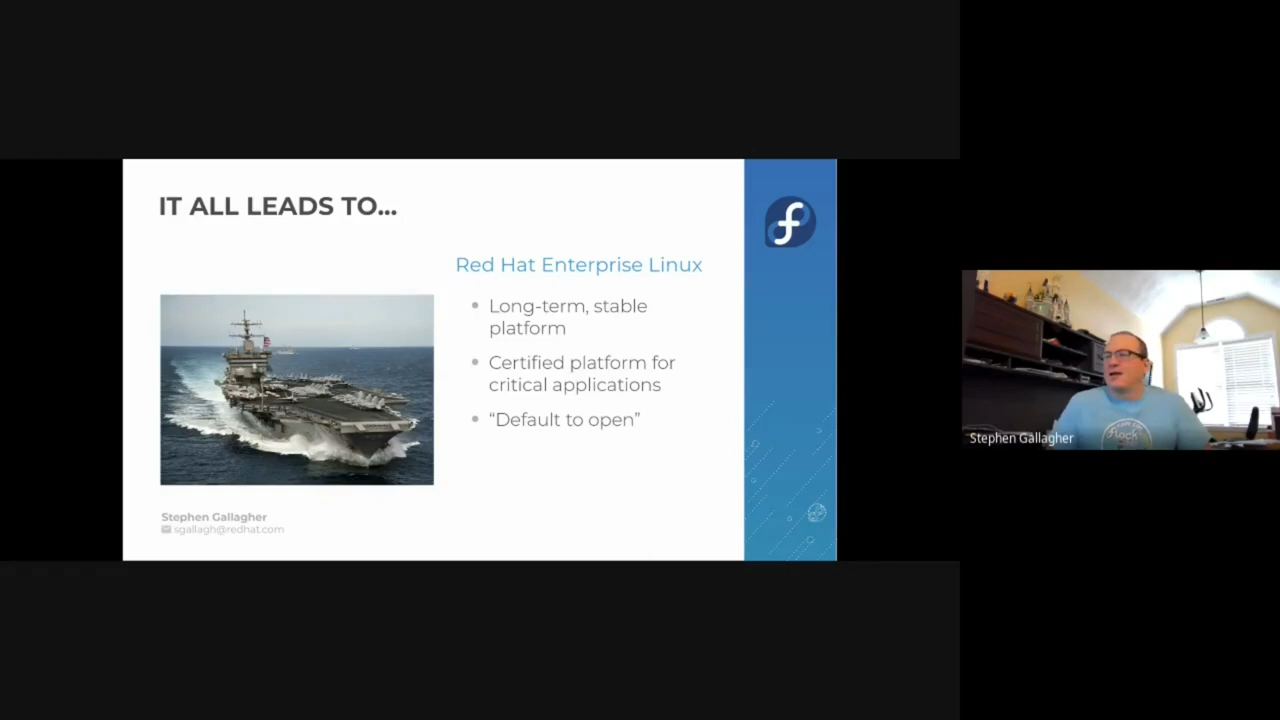 IT ALL LEADS TO...
Red Hat Enterprise Linux
Long-term, stable
platform
Certified platform for
critical applications
“Default to open”
Stephen Gallagher
sgallagh@redhat.com
Stephen Gallagher
flock